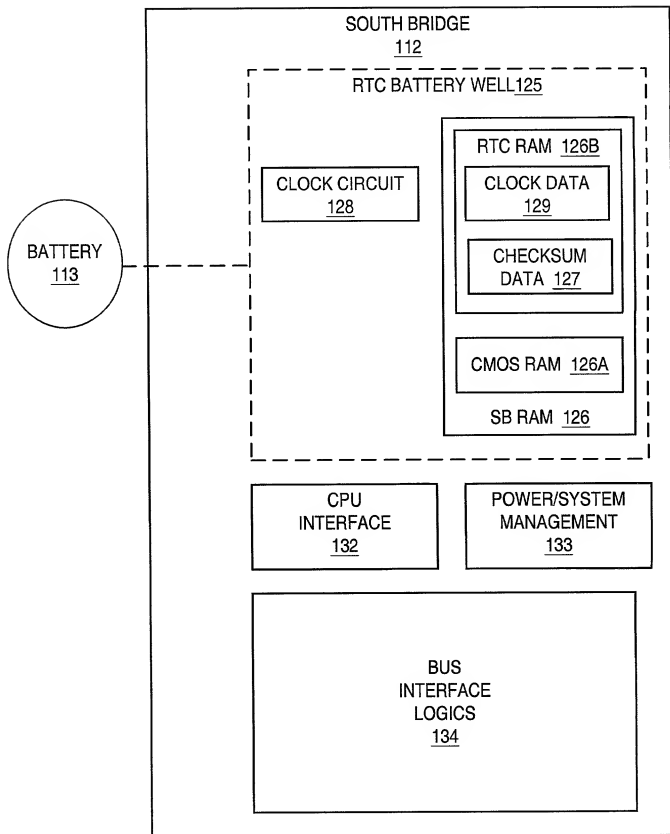 SOUTH BRIDGE
112
RTC BATTERY WELL125
RTC RAM 126B
CLOCK CIRCUIT
128
CLOCK DATA
129
BATTERY
113
CHECKSUM
DATA 127
CMOS RAM 126A
SB RAM 126
CPU
INTERFACE
132
POWER/SYSTEM
MANAGEMENT
133
BUS
INTERFACE
LOGICS
134